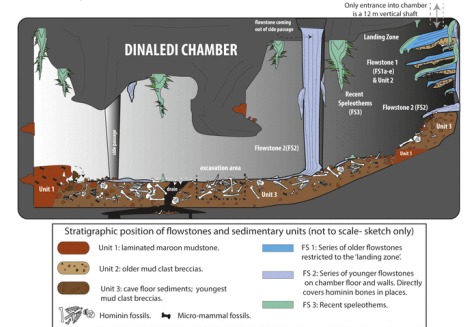 Only entrance into chamber
is a 12 m vertical shaft
flowstone coming
out of side passage
DINALEDI CHAMBER
Landing Zone
Flowstone 1
(FS1a-e)
& Unit 2
Recent
Speleothems
(FS3)
Flowstone 2 (FS2)
Unit 3
side passage
Flowstone 2(FS2)
Unit 1
excavation area
Unit 1
drain
Unit 3
Stratigraphic position of flowstones and sedimentary units (not to scale- sketch only)
Unit 1: laminated maroon mudstone.
Unit 2: older mud clast breccias.
Unit 3: cave floor sediments; youngest
mud clast breccias.
Hominin fossils.
Micro-mammal fossils.
FS 1: Series of older flowstones
restricted to the 'landing zone'.
FS 2: Series of younger flowstones
on chamber floor and walls. Directly
covers hominin bones in places.
FS 3: Recent speleothems.